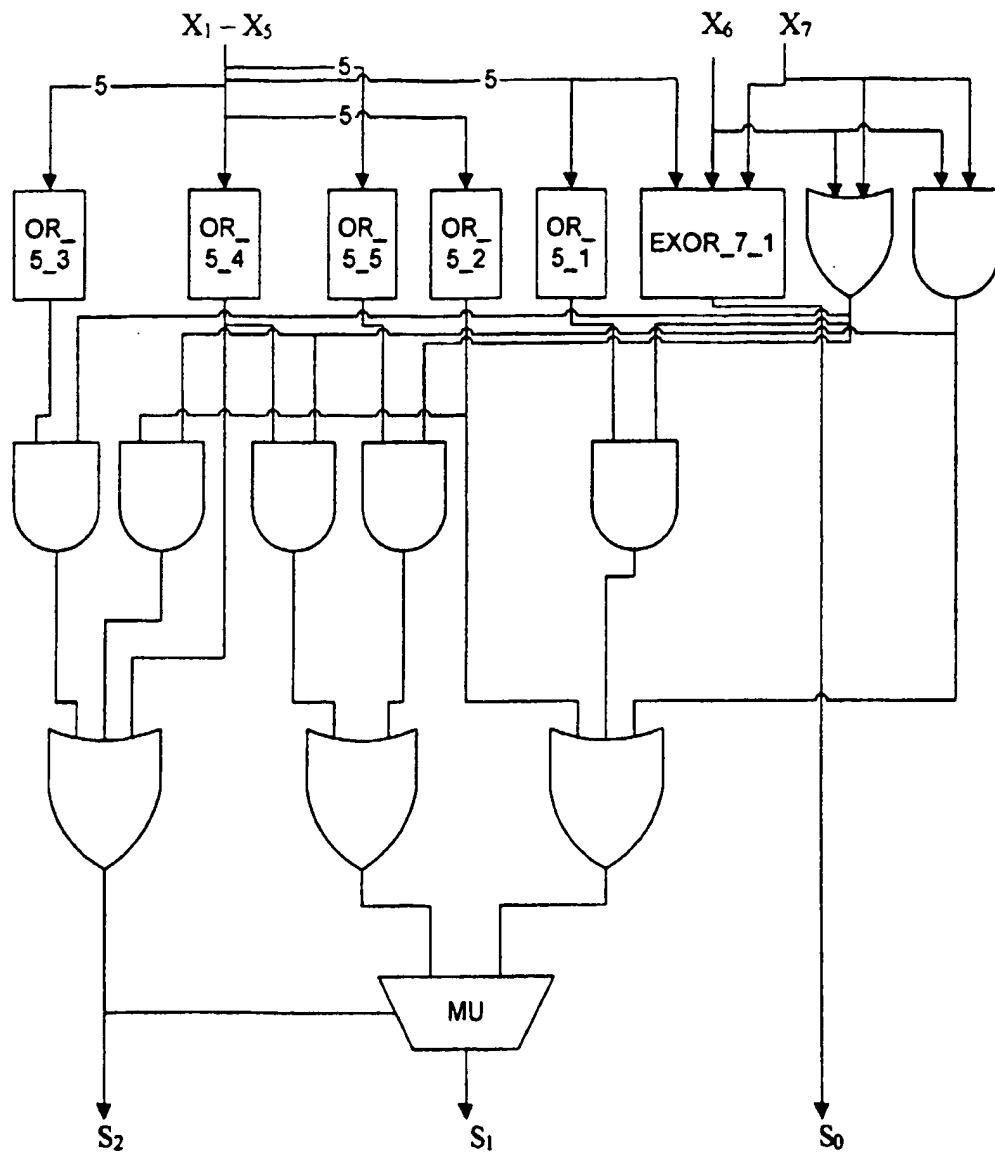 X₁ – X₅
X₆
X₇
5
5
5
5
OR_
5_3
OR_
5_4
OR_
5_5
OR_
5_2
OR_
5_1
EXOR_7_1
MU
S₂
S₁
S₀